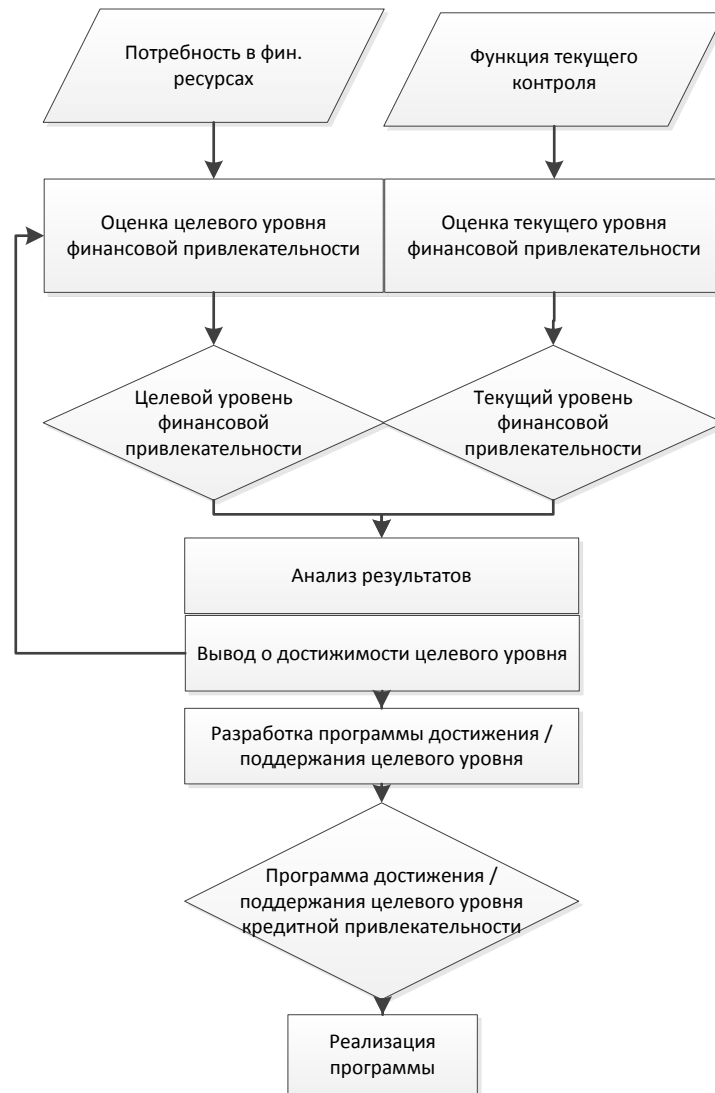 Потребность в фин.
ресурсах
Функция текущего
контроля
Оценка целевого уровня
финансовой привлекательности
Оценка текущего уровня
финансовой привлекательности
Целевой уровень
финансовой
привлекательности
Текущий уровень
финансовой
привлекательности
Анализ результатов
Вывод о достижимости целевого уровня
Разработка программы достижения /
поддержания целевого уровня
Программа достижения /
поддержания целевого уровня
кредитной привлекательности
Реализация
программы